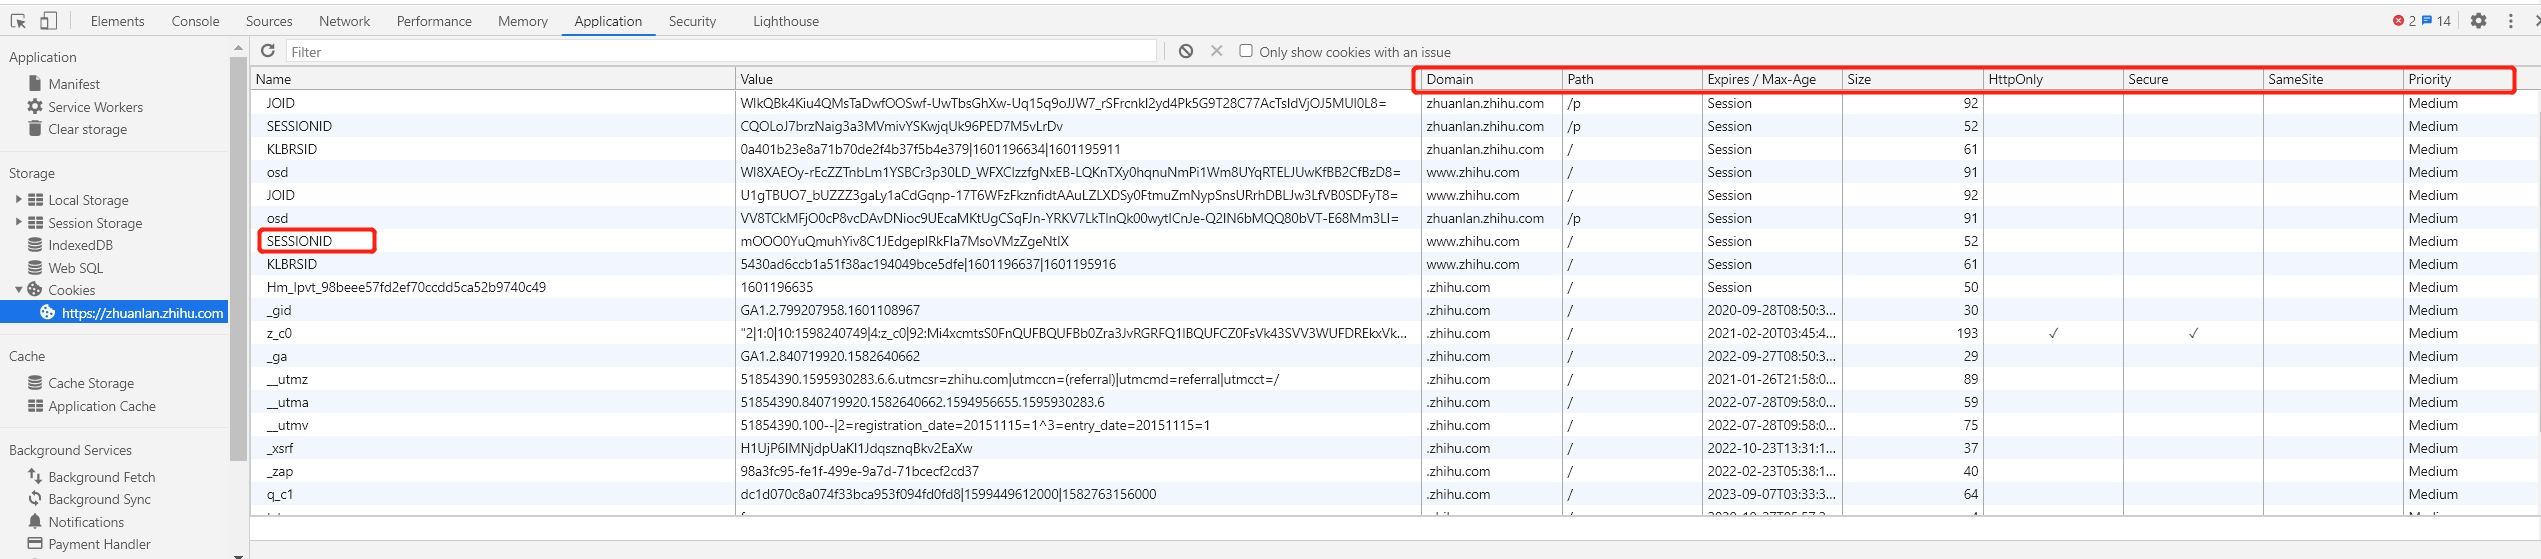 Elements Console Sources Network Performance Memory Application Security Lighthouse 2 14
Application
Manifest
Service Workers
Clear storage
Storage
Local Storage
Session Storage
IndexedDB
Web SQL
Cookies
https://zhuanlan.zhihu.com
Cache
Cache Storage
Application Cache
Background Services
Background Fetch
Background Sync
Notifications
Payment Handler
Filter Only show cookies with an issue
Name Value Domain Path Expires / Max-Age Size HttpOnly Secure SameSite Priority
JOID WIkQBk4Kiu4QMsTaDwfOOSwf-UwTbsGhXw-Uq15q9oJJW7_rSFrcnkI2yd4Pk5G9T28C77AcTsIdVjOJ5MUI0L8= zhuanlan.zhihu.com /p Session 92 Medium
SESSIONID CQOLoJ7brzNaig3a3MVmivYSKwjqUk96PED7M5vLrDv zhuanlan.zhihu.com /p Session 52 Medium
KLBRSID 0a401b23e8a71b70de2f4b37f5b4e379|1601196634|1601195911 zhuanlan.zhihu.com / Session 61 Medium
osd WI8XAEOy-rEcZZTnbLm1YSBCr3p30LD_WFXCIzzfgNxEB-LQKnTXy0hqnuNmPi1Wm8UYqRTELJUwKfBB2CfBzD8= www.zhihu.com / Session 91 Medium
JOID U1gTBUO7_bUZZZ3gaLy1aCdGqnp-17T6WFzFkznfidtAAuLZLXDSy0FtmuZmNypSnsURrhDBLJw3LfVB0SDFyT8= www.zhihu.com / Session 92 Medium
osd VV8TCkMFjO0cP8vcDAvDNioc9UEcaMKtUgCSqFJn-YRKV7LkTInQk00wytICnJe-Q2IN6bMQQ80bVT-E68Mm3LI= zhuanlan.zhihu.com /p Session 91 Medium
SESSIONID mOOO0YuQmuhYiv8C1JEdgepIRkFIa7MsoVMzZgeNtIX www.zhihu.com / Session 52 Medium
KLBRSID 5430ad6ccb1a51f38ac194049bce5dfe|1601196637|1601195916 www.zhihu.com / Session 61 Medium
Hm_lpvt_98beee57fd2ef70ccdd5ca52b9740c49 1601196635 .zhihu.com / Session 50 Medium
_gid GA1.2.799207958.1601108967 .zhihu.com / 2020-09-28T08:50:3... 30 Medium
z_c0 "2|1:0|10:1598240749|4:z_c0|92:Mi4xcmtsS0FnQUFBQUFBb0Zra3JvRGRFQ1lBQUFCZ0FsVk43SVV3WUFDREkxVk... .zhihu.com / 2021-02-20T03:45:4... 193 ✓ ✓ Medium
_ga GA1.2.840719920.1582640662 .zhihu.com / 2022-09-27T08:50:3... 29 Medium
__utmz 51854390.1595930283.6.6.utmcsr=zhihu.com|utmccn=(referral)|utmcmd=referral|utmcct=/ .zhihu.com / 2021-01-26T21:58:0... 89 Medium
__utma 51854390.840719920.1582640662.1594956655.1595930283.6 .zhihu.com / 2022-07-28T09:58:0... 59 Medium
__utmv 51854390.100--|2=registration_date=20151115=1^3=entry_date=20151115=1 .zhihu.com / 2022-07-28T09:58:0... 75 Medium
_xsrf H1UjP6IMNjdpUaKI1JdqsznqBkv2EaXw .zhihu.com / 2022-10-23T13:31:1... 37 Medium
_zap 98a3fc95-fe1f-499e-9a7d-71bcecf2cd37 .zhihu.com / 2022-02-23T05:38:1... 40 Medium
q_c1 dc1d070c8a074f33bca953f094fd0fd8|1599449612000|1582763156000 .zhihu.com / 2023-09-07T03:33:3... 64 Medium